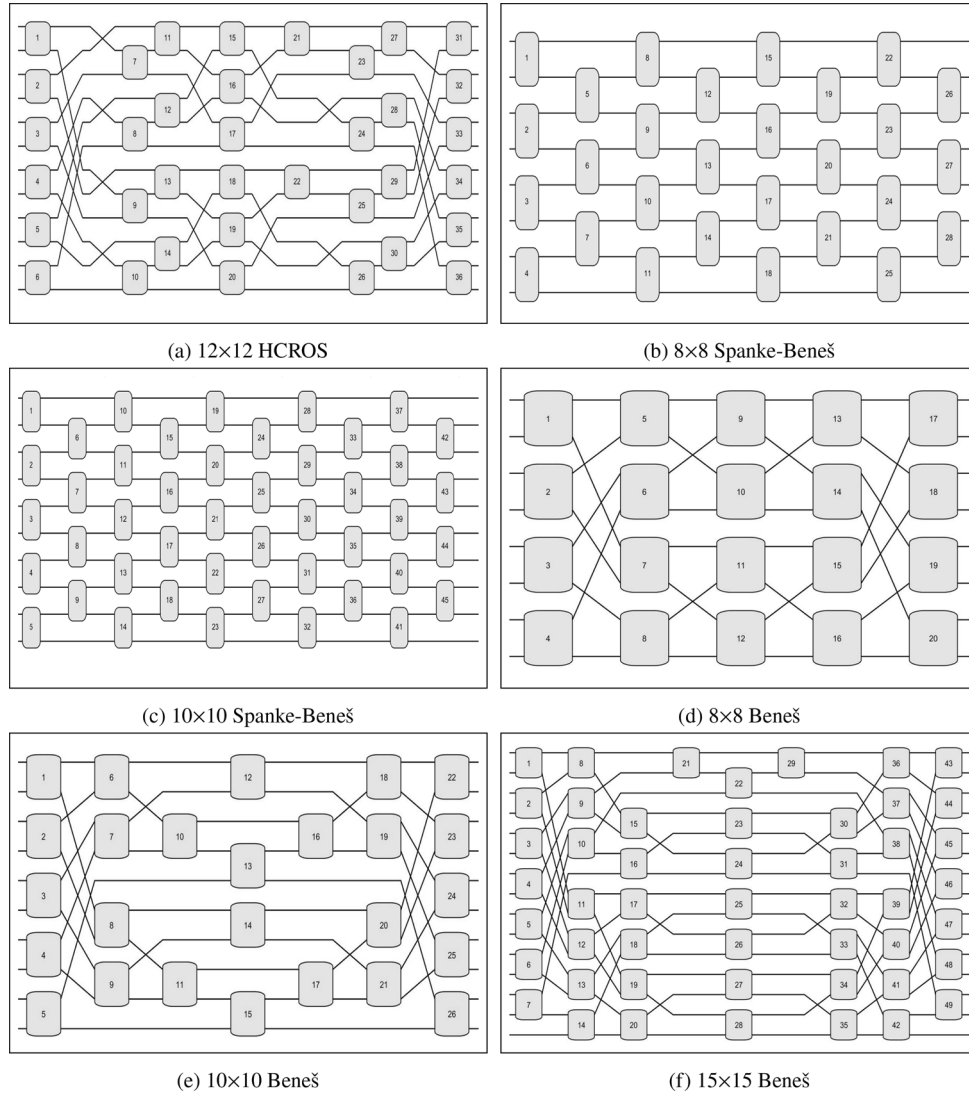 1 11 15 21 27 31
7 23
2 16 32
12 28
3 8 17 24 33
4 13 18 22 29 34
9 25
5 19 35
14 30
6 10 20 26 36
(a) 12×12 HCROS
1 8 15 22
5 12 19 26
2 9 16 23
6 13 20 27
3 10 17 24
7 14 21 28
4 11 18 25
(b) 8×8 Spanke-Beneš
1 10 19 28 37
6 15 24 33 42
2 11 20 29 38
7 16 25 34 43
3 12 21 30 39
8 17 26 35 44
4 13 22 31 40
9 18 27 36 45
5 14 23 32 41
(c) 10×10 Spanke-Beneš
1 5 9 13 17
2 6 10 14 18
3 7 11 15 19
4 8 12 16 20
(d) 8×8 Beneš
1 6 12 18 22
2 7 10 16 19 23
13
3 24
8 14 20
4 25
9 11 17 21
5 15 26
(e) 10×10 Beneš
1 8 21 29 36 43
22
2 9 37 44
15 23 30
3 10 38 45
16 24 31
4 46
11 17 25 32 39
5 47
12 18 26 33 40
6 48
13 19 27 34 41
7 49
14 20 28 35 42
(f) 15×15 Beneš